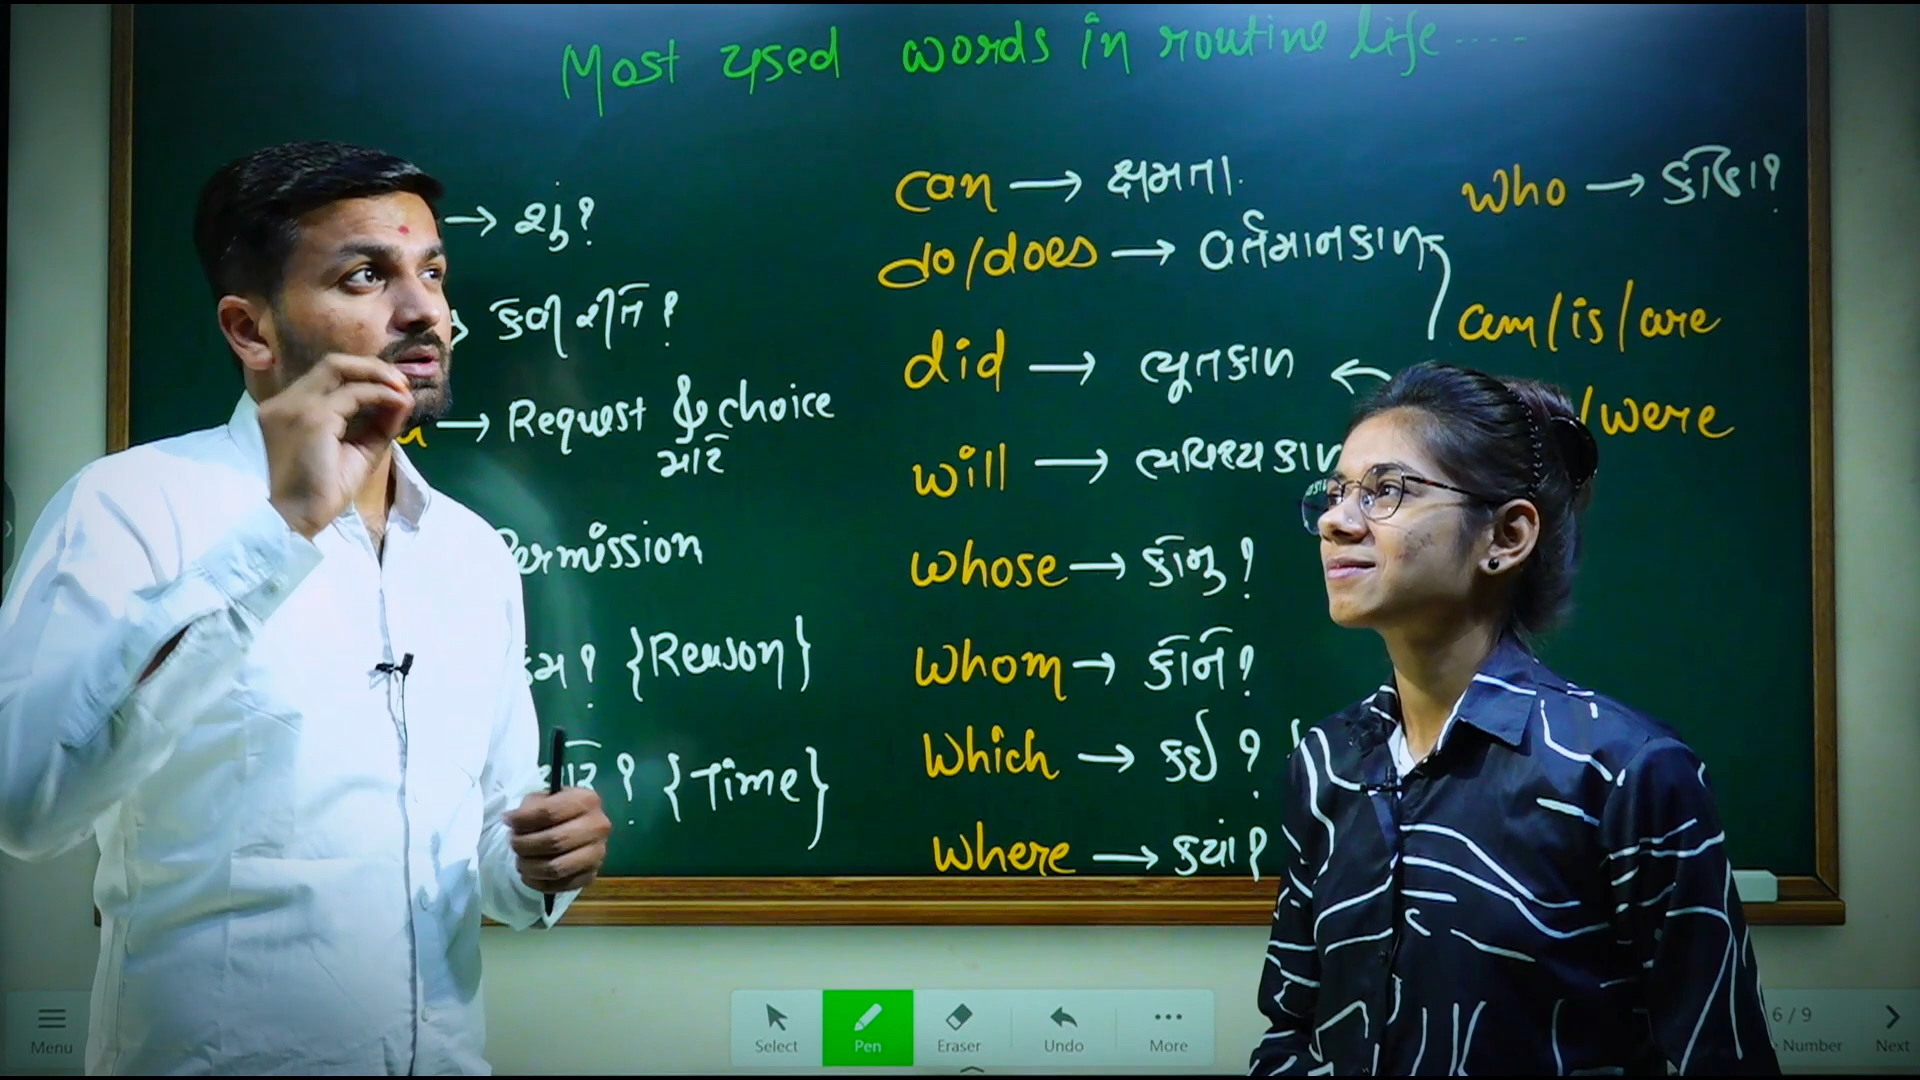 Most used words in routine life.....
→ શું?
કેવી રીતે?
→ Request & choice
માટે
Permission
કેમ? {Reason}
? {Time}
can → ક્ષમતા.
do/does → વર્તમાનકાળ
did → ભૂતકાળ
will → ભવિષ્યકાળ
whose → કોનું?
whom → કોને?
which → કઈ?
where → ક્યાં?
who → કોણ?
am/is/are
/were
Menu
Select
Pen
Eraser
Undo
More
6 / 9
Number
Next